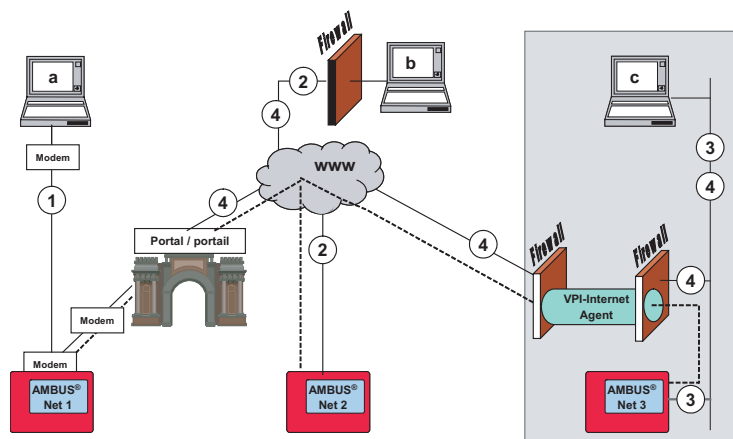 Firewall
a
b
c
2
4
Modem
www
3
4
1
4
Portal / portail
4
Firewall
Firewall
2
4
VPI-Internet
Agent
Modem
Modem
AMBUS®
Net 1
AMBUS®
Net 2
AMBUS®
Net 3
3